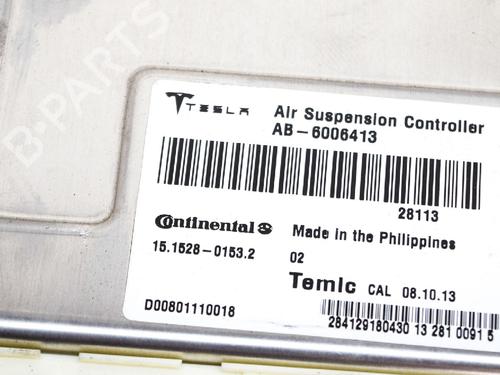 B-PARTS
TESLA Air Suspension Controller
AB-6006413
28113
Continental Made in the Philippines
15.1528-0153.2 02
Temic CAL 08.10.13
D00801110018
284129180430 13 281 0091 5